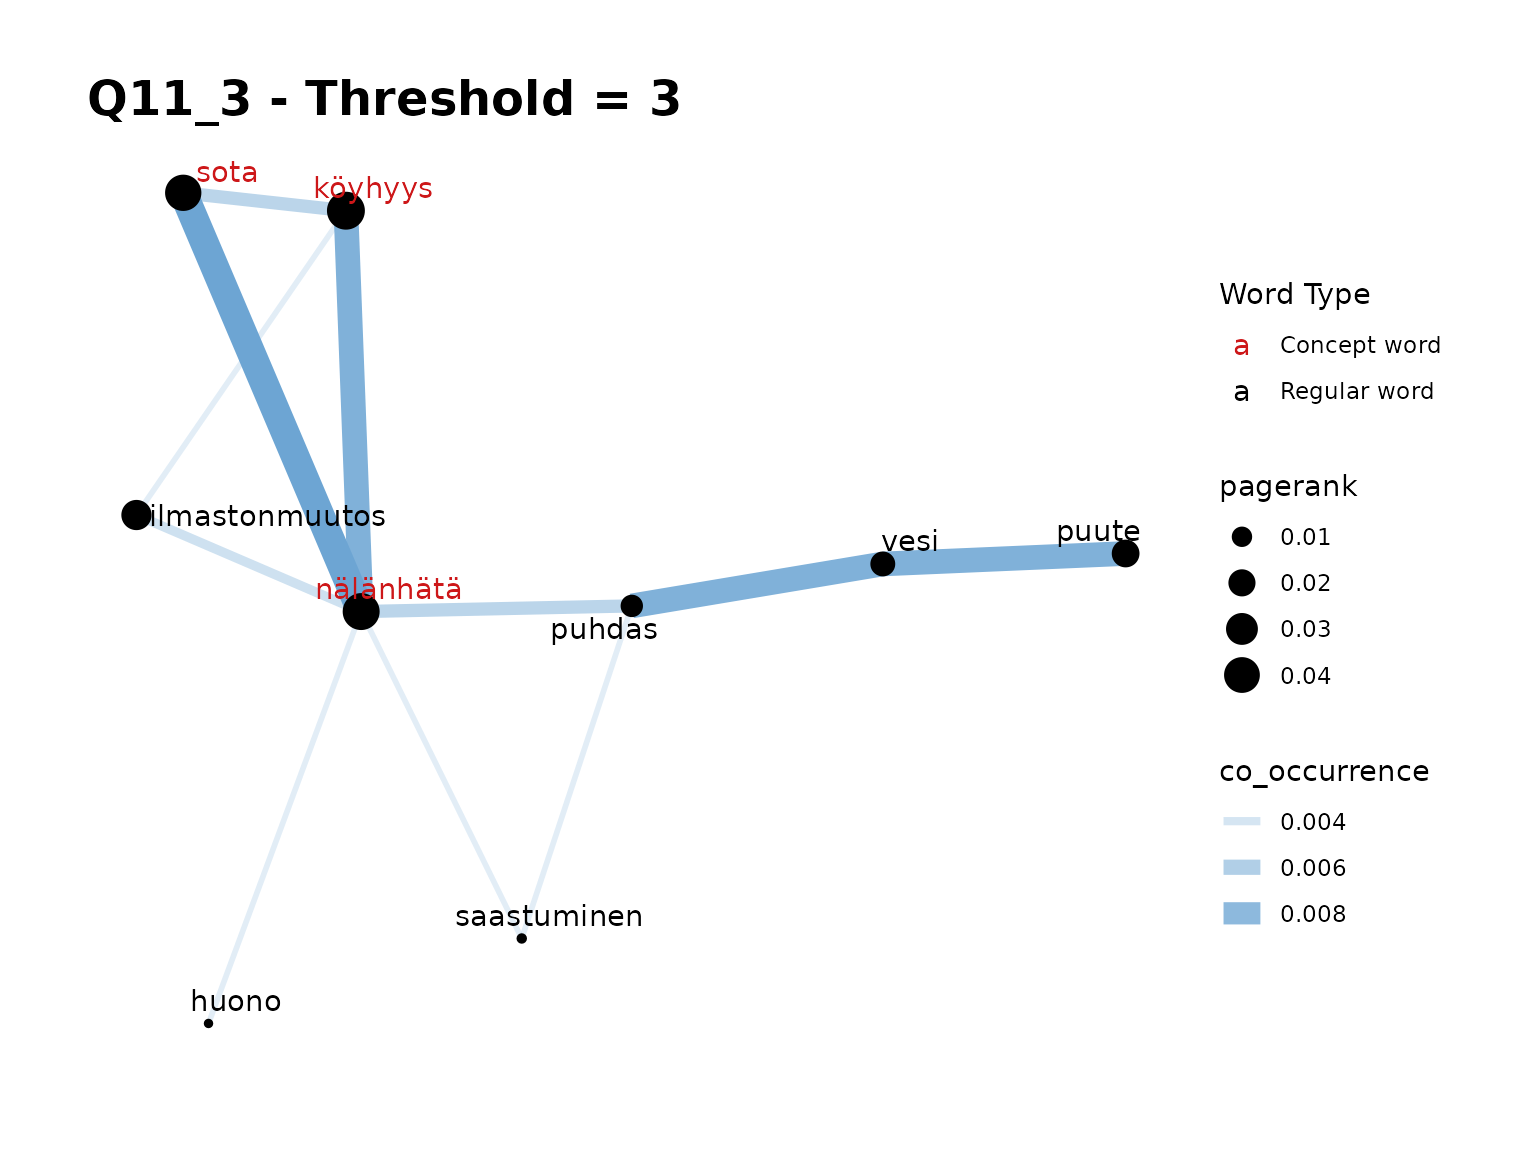 Q11_3 - Threshold = 3
sota
köyhyys
ilmastonmuutos
nälänhätä
puhdas
vesi
puute
saastuminen
huono
Word Type
a Concept word
a Regular word
pagerank
0.01
0.02
0.03
0.04
co_occurrence
0.004
0.006
0.008